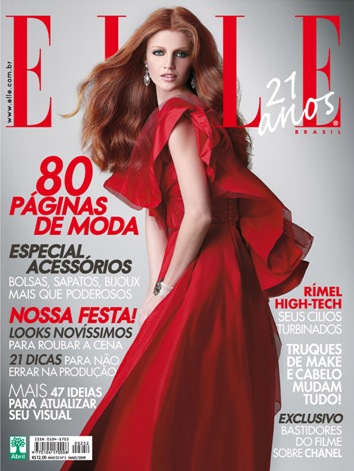 ELLE
www.elle.com.br
21
anos
BRASIL
80
PÁGINAS
DE MODA
ESPECIAL
ACESSÓRIOS
BOLSAS, SAPATOS, BIJOUX
MAIS QUE PODEROSOS
NOSSA FESTA!
LOOKS NOVÍSSIMOS
PARA ROUBAR A CENA
21 DICAS PARA NÃO
ERRAR NA PRODUÇÃO
MAIS 47 IDEIAS
PARA ATUALIZAR
SEU VISUAL
RÍMEL
HIGH-TECH
SEUS CÍLIOS
TURBINADOS
TRUQUES
DE MAKE
E CABELO
MUDAM
TUDO!
EXCLUSIVO
BASTIDORES
DO FILME
SOBRE CHANEL
Abril